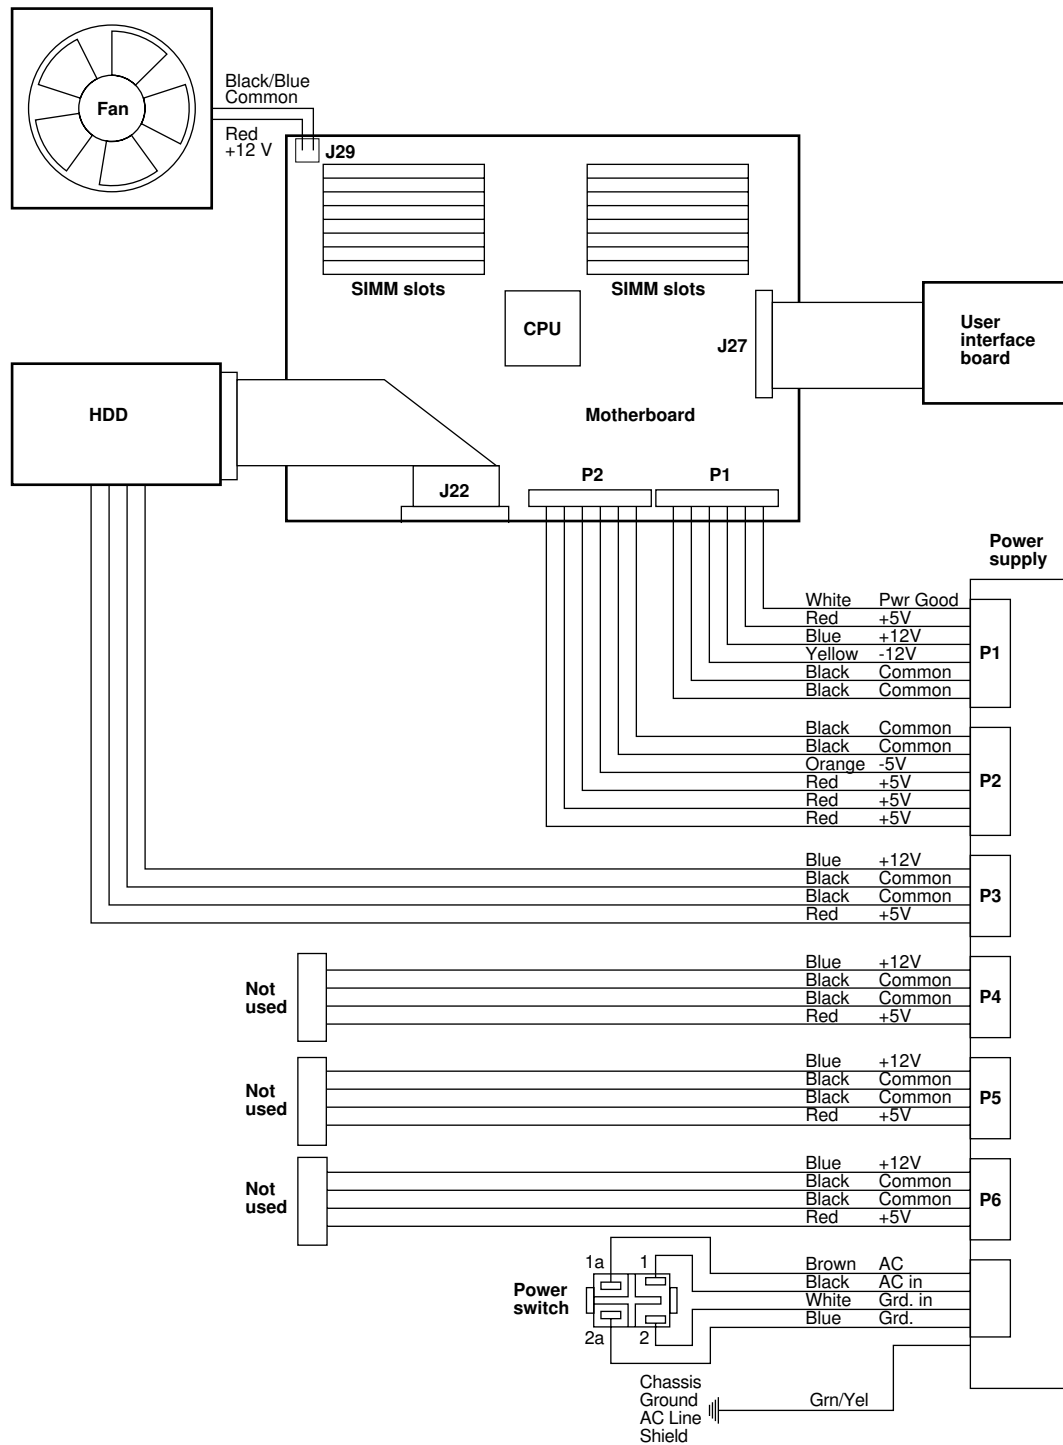 Fan
Black/Blue
Common
Red
+12 V
J29
SIMM slots
SIMM slots
CPU
J27
User
interface
board
HDD
Motherboard
J22
P2
P1
Power
supply
White Pwr Good
Red +5V
Blue +12V
Yellow -12V
Black Common
Black Common
P1
Black Common
Black Common
Orange -5V
Red +5V
Red +5V
Red +5V
P2
Blue +12V
Black Common
Black Common
Red +5V
P3
Not
used
Blue +12V
Black Common
Black Common
Red +5V
P4
Not
used
Blue +12V
Black Common
Black Common
Red +5V
P5
Not
used
Blue +12V
Black Common
Black Common
Red +5V
P6
Power
switch
1a
1
2a
2
Brown AC
Black AC in
White Grd. in
Blue Grd.
Chassis
Ground
AC Line
Shield
Grn/Yel